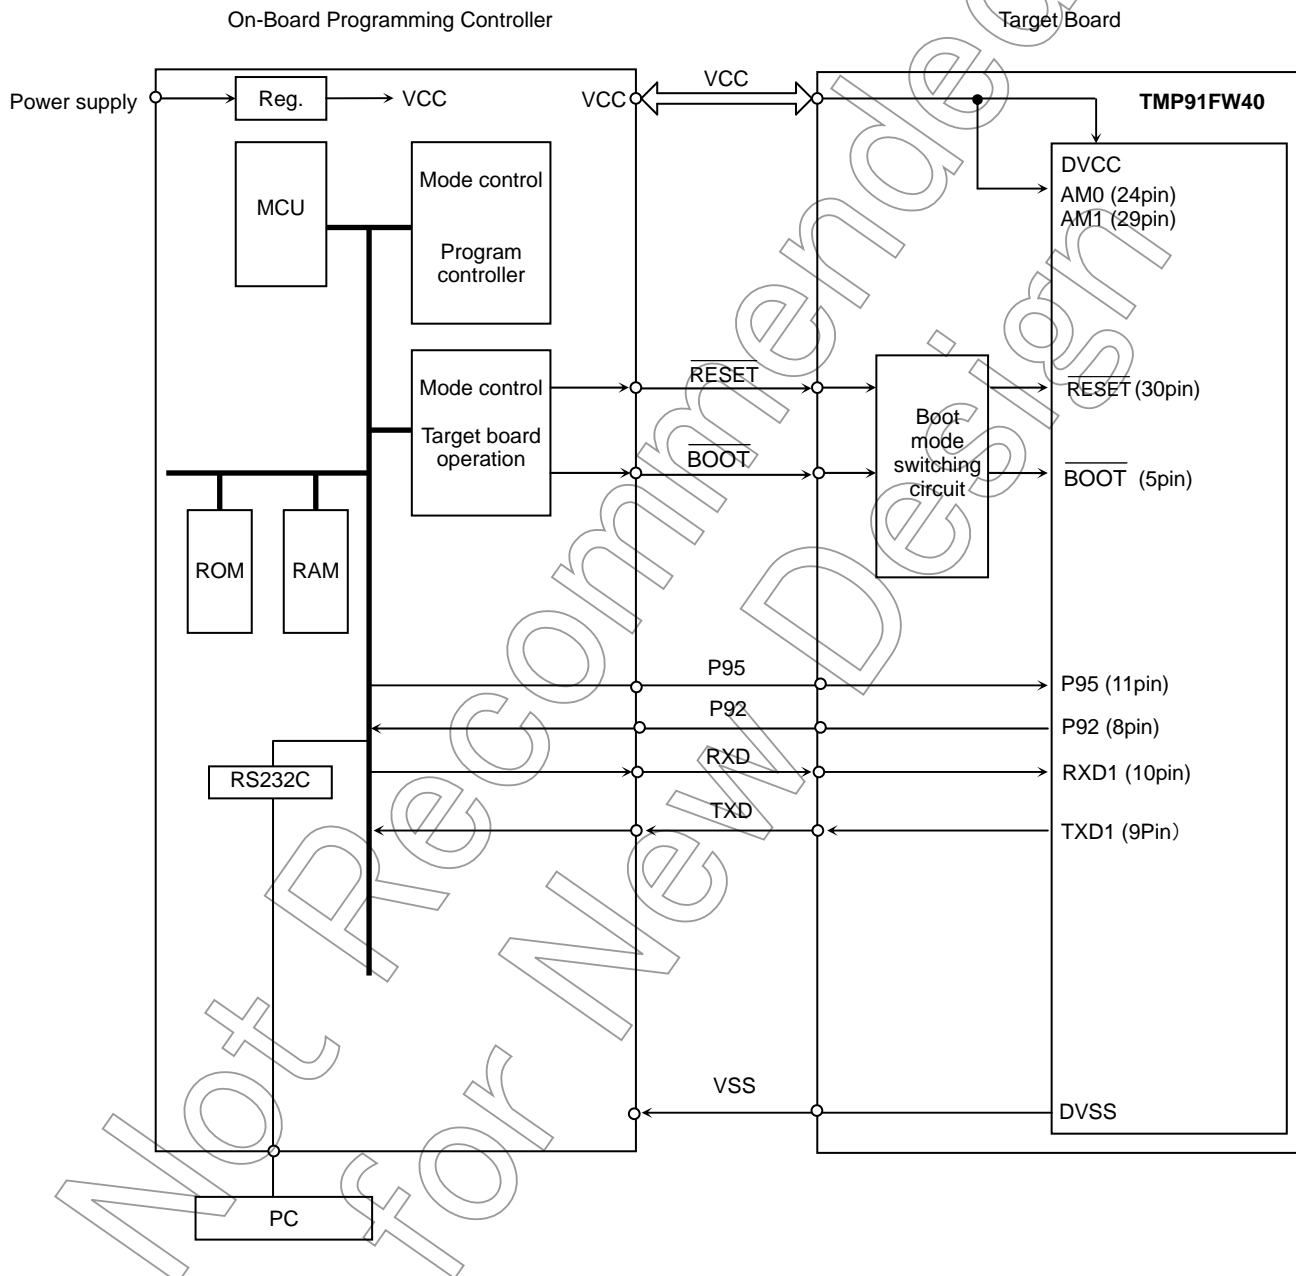 On-Board Programming Controller
Target Board
Power supply
Reg.
VCC
VCC
VCC
TMP91FW40
MCU
Mode control
Program
controller
DVCC
AM0 (24pin)
AM1 (29pin)
Mode control
Target board
operation
RESET
BOOT
Boot
mode
switching
circuit
RESET (30pin)
BOOT (5pin)
ROM
RAM
P95
P95 (11pin)
P92
P92 (8pin)
RS232C
RXD
RXD1 (10pin)
TXD
TXD1 (9Pin）
VSS
DVSS
PC
Not Recommended
for New Design